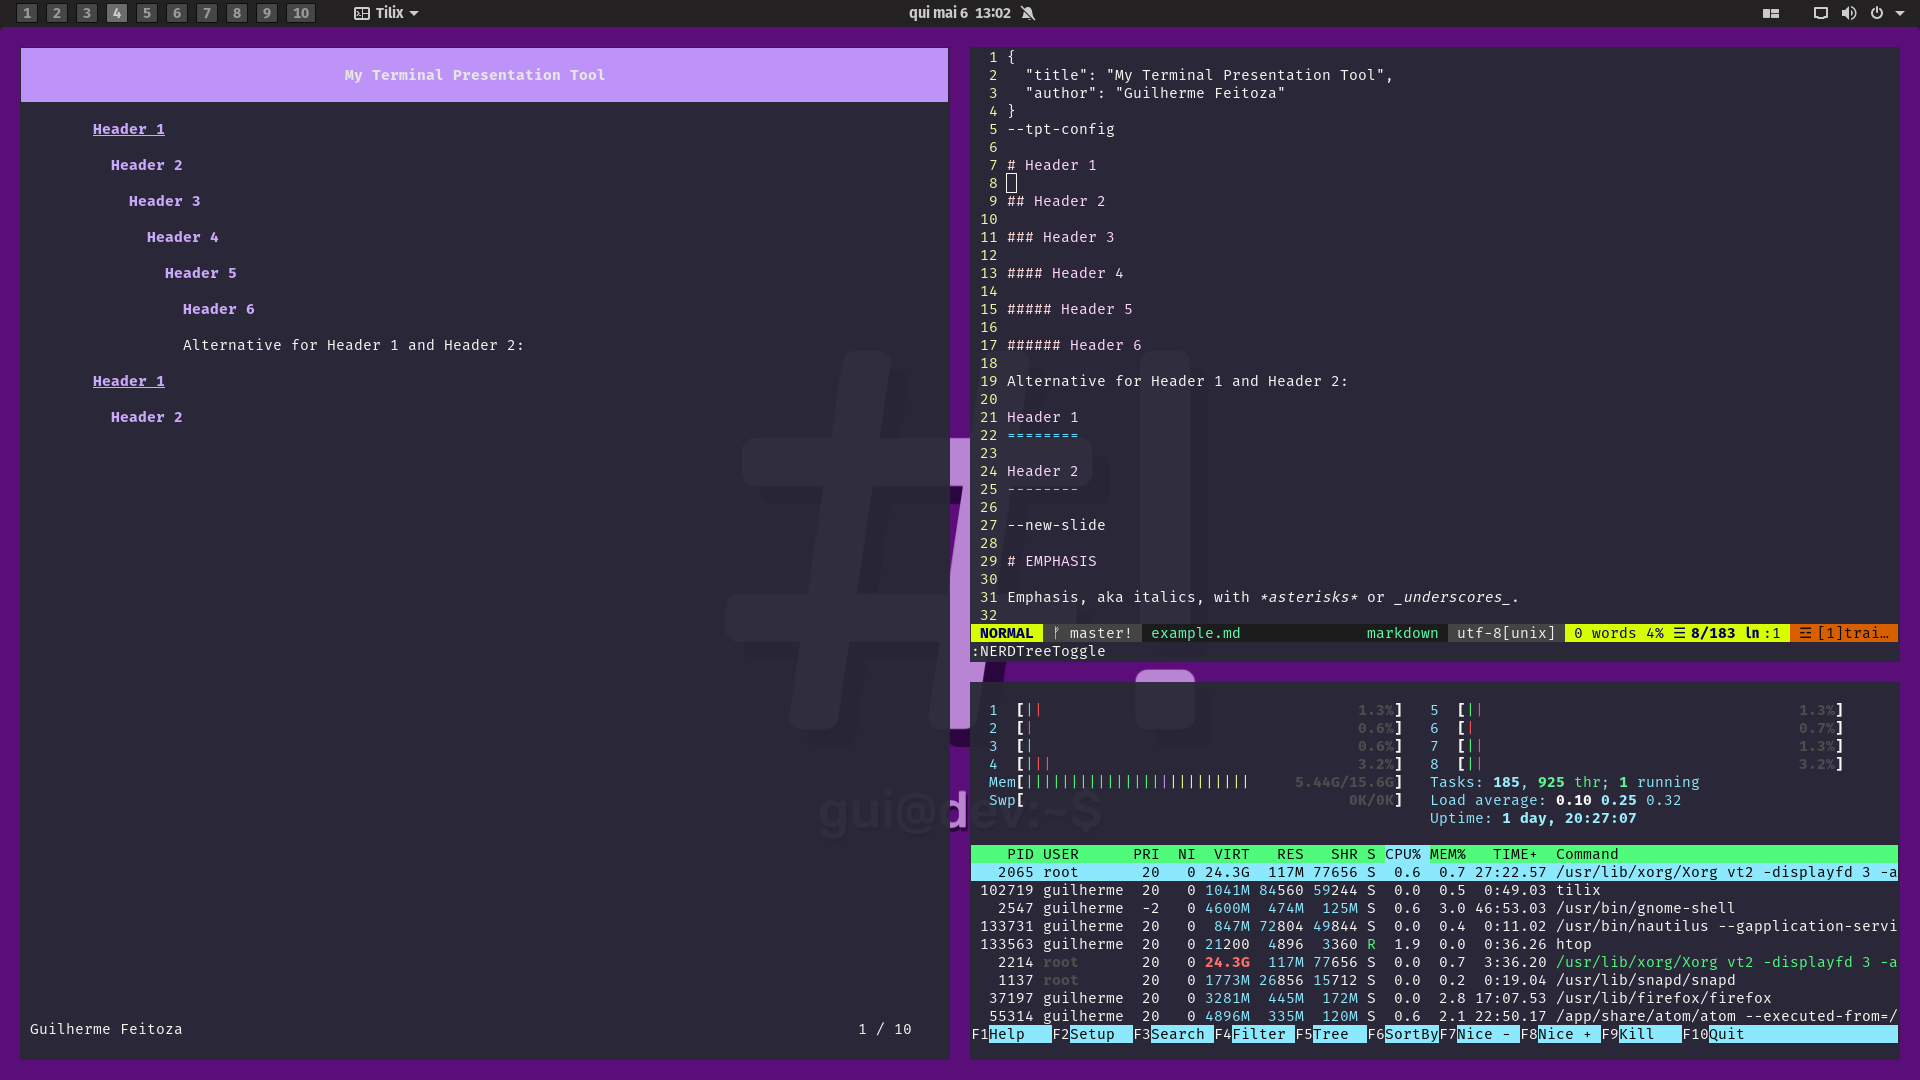 1 2 3 4 5 6 7 8 9 10 Tilix qui mai 6 13:02
My Terminal Presentation Tool
Header 1
Header 2
Header 3
Header 4
Header 5
Header 6
Alternative for Header 1 and Header 2:
Header 1
Header 2
Guilherme Feitoza 1 / 10
1 {
2 "title": "My Terminal Presentation Tool",
3 "author": "Guilherme Feitoza"
4 }
5 --tpt-config
6
7 # Header 1
8
9 ## Header 2
10
11 ### Header 3
12
13 #### Header 4
14
15 ##### Header 5
16
17 ###### Header 6
18
19 Alternative for Header 1 and Header 2:
20
21 Header 1
22 ========
23
24 Header 2
25 --------
26
27 --new-slide
28
29 # EMPHASIS
30
31 Emphasis, aka italics, with *asterisks* or _underscores_.
32
NORMAL ᚠ master! example.md markdown utf-8[unix] 0 words 4% ☰ 8/183 ln :1 ☲ [1]trai…
:NERDTreeToggle
gui@dev:~$
1 [|| 1.3%] 5 [|| 1.3%]
2 [| 0.6%] 6 [| 0.7%]
3 [| 0.6%] 7 [|| 1.3%]
4 [||| 3.2%] 8 [|| 3.2%]
Mem[||||||||||||||||||||||||| 5.44G/15.6G] Tasks: 185, 925 thr; 1 running
Swp[ 0K/0K] Load average: 0.10 0.25 0.32
Uptime: 1 day, 20:27:07
PID USER PRI NI VIRT RES SHR S CPU% MEM% TIME+ Command
2065 root 20 0 24.3G 117M 77656 S 0.6 0.7 27:22.57 /usr/lib/xorg/Xorg vt2 -displayfd 3 -a
102719 guilherme 20 0 1041M 84560 59244 S 0.0 0.5 0:49.03 tilix
2547 guilherme -2 0 4600M 474M 125M S 0.6 3.0 46:53.03 /usr/bin/gnome-shell
133731 guilherme 20 0 847M 72804 49844 S 0.0 0.4 0:11.02 /usr/bin/nautilus --gapplication-servi
133563 guilherme 20 0 21200 4896 3360 R 1.9 0.0 0:36.26 htop
2214 root 20 0 24.3G 117M 77656 S 0.0 0.7 3:36.20 /usr/lib/xorg/Xorg vt2 -displayfd 3 -a
1137 root 20 0 1773M 26856 15712 S 0.0 0.2 0:19.04 /usr/lib/snapd/snapd
37197 guilherme 20 0 3281M 445M 172M S 0.0 2.8 17:07.53 /usr/lib/firefox/firefox
55314 guilherme 20 0 4896M 335M 120M S 0.6 2.1 22:50.17 /app/share/atom/atom --executed-from=/
F1Help F2Setup F3Search F4Filter F5Tree F6SortBy F7Nice - F8Nice + F9Kill F10Quit